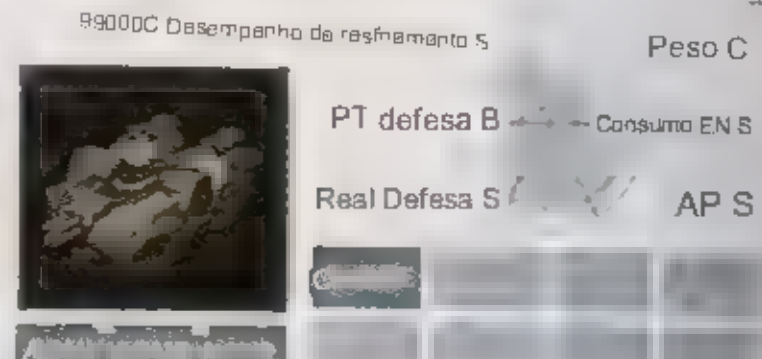 99000C Desempenho de resfriamento S
Peso C
PT defesa B
Consumo EN S
Real Defesa S
AP S